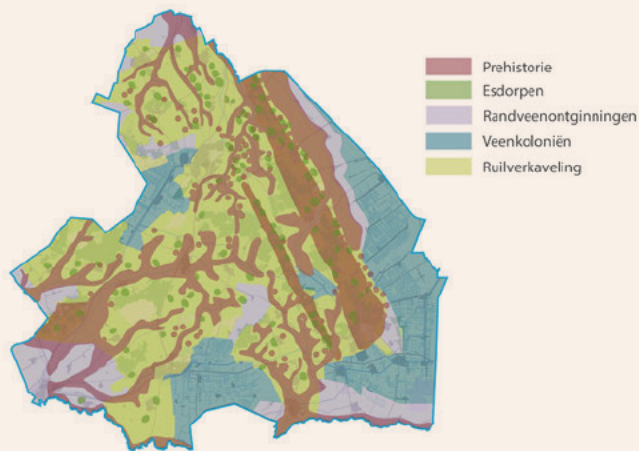 Prehistorie
Esdorpen
Randveenontginningen
Veenkoloniën
Ruilverkaveling